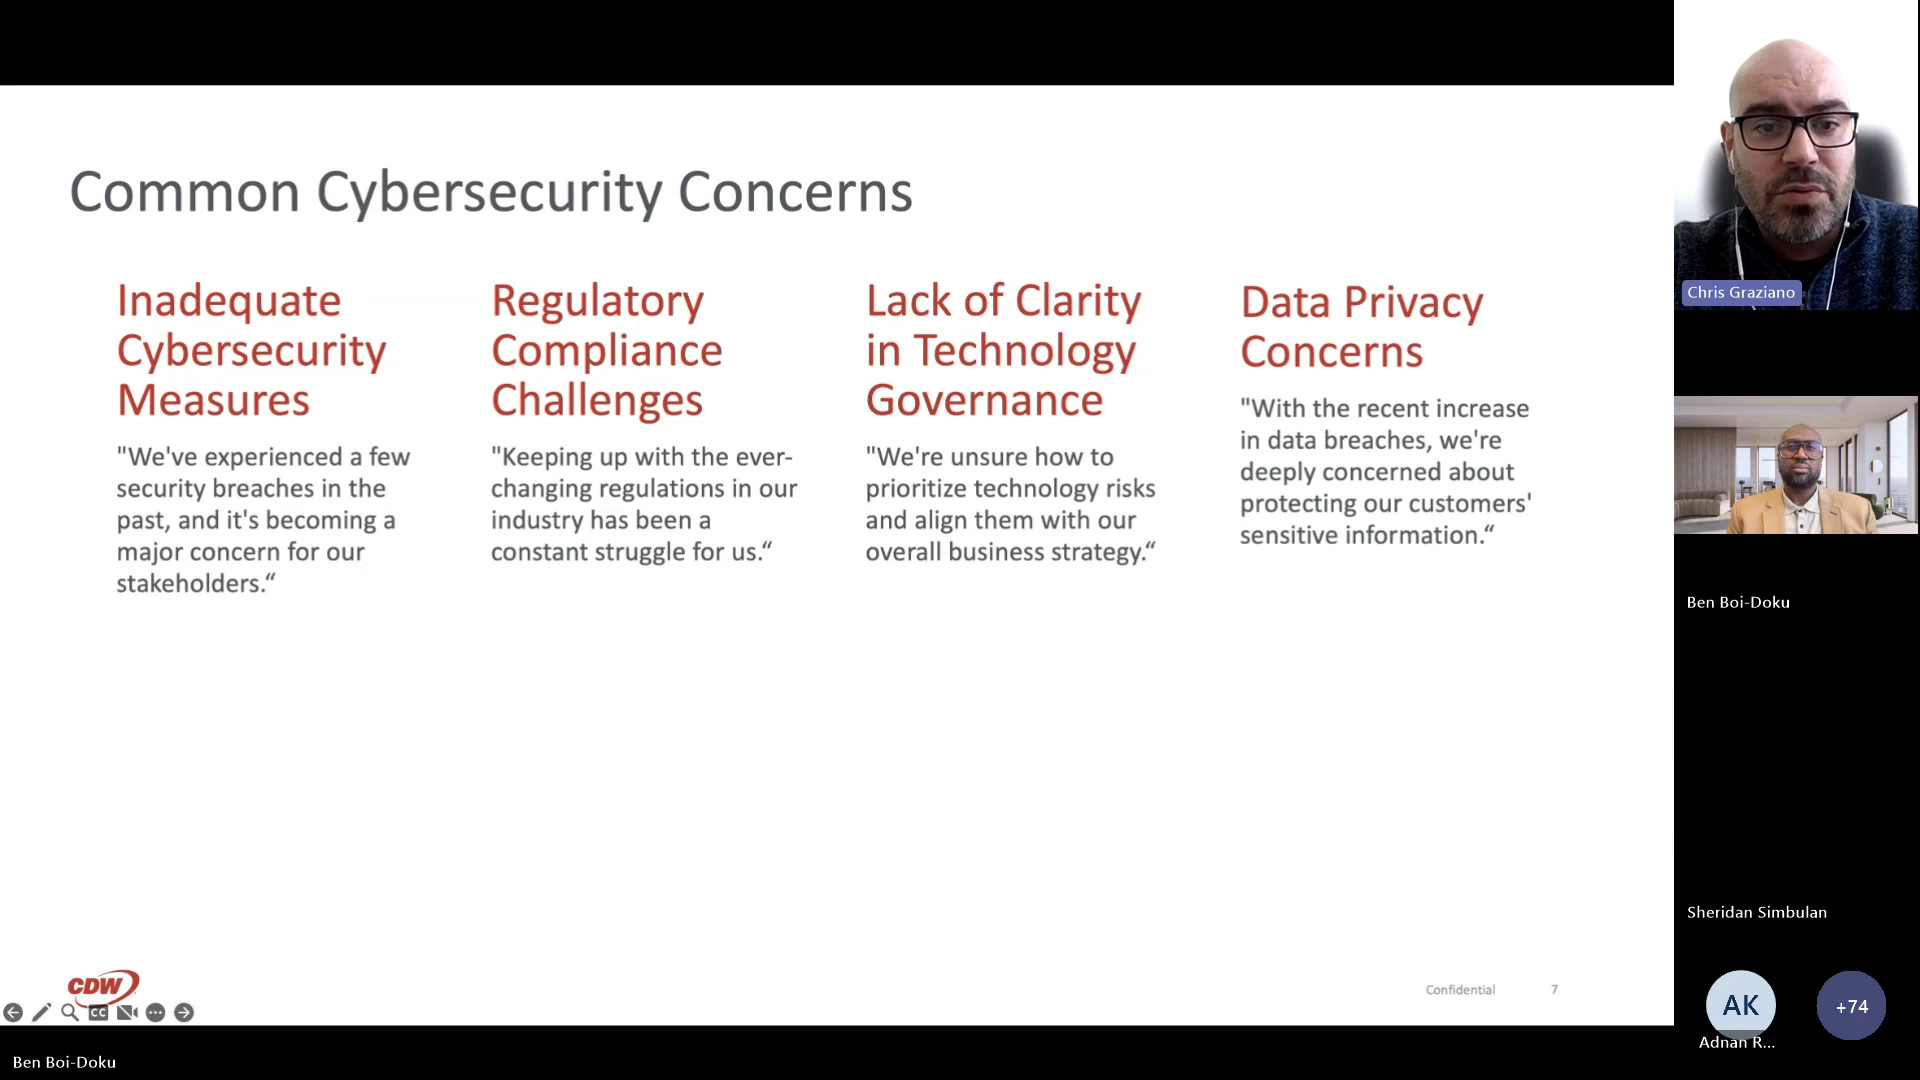 Common Cybersecurity Concerns
Inadequate
Cybersecurity
Measures
"We've experienced a few
security breaches in the
past, and it's becoming a
major concern for our
stakeholders.“
Regulatory
Compliance
Challenges
"Keeping up with the ever-
changing regulations in our
industry has been a
constant struggle for us.“
Lack of Clarity
in Technology
Governance
"We're unsure how to
prioritize technology risks
and align them with our
overall business strategy.“
Data Privacy
Concerns
"With the recent increase
in data breaches, we're
deeply concerned about
protecting our customers'
sensitive information.“
CDW
CC
Confidential
7
Ben Boi-Doku
Chris Graziano
Ben Boi-Doku
Sheridan Simbulan
AK
Adnan R...
+74